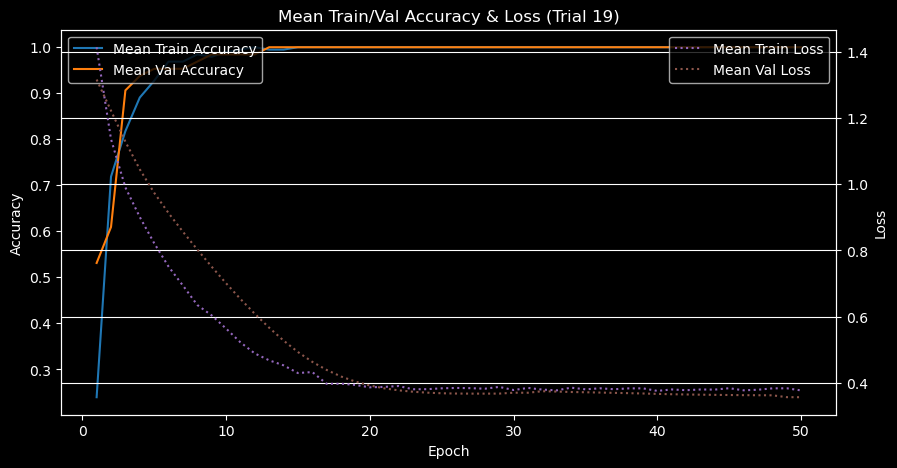 Mean Train/Val Accuracy & Loss (Trial 19)
Mean Train Accuracy
Mean Val Accuracy
Mean Train Loss
Mean Val Loss
Accuracy
1.0
0.9
0.8
0.7
0.6
0.5
0.4
0.3
Loss
1.4
1.2
1.0
0.8
0.6
0.4
0
10
20
30
40
50
Epoch